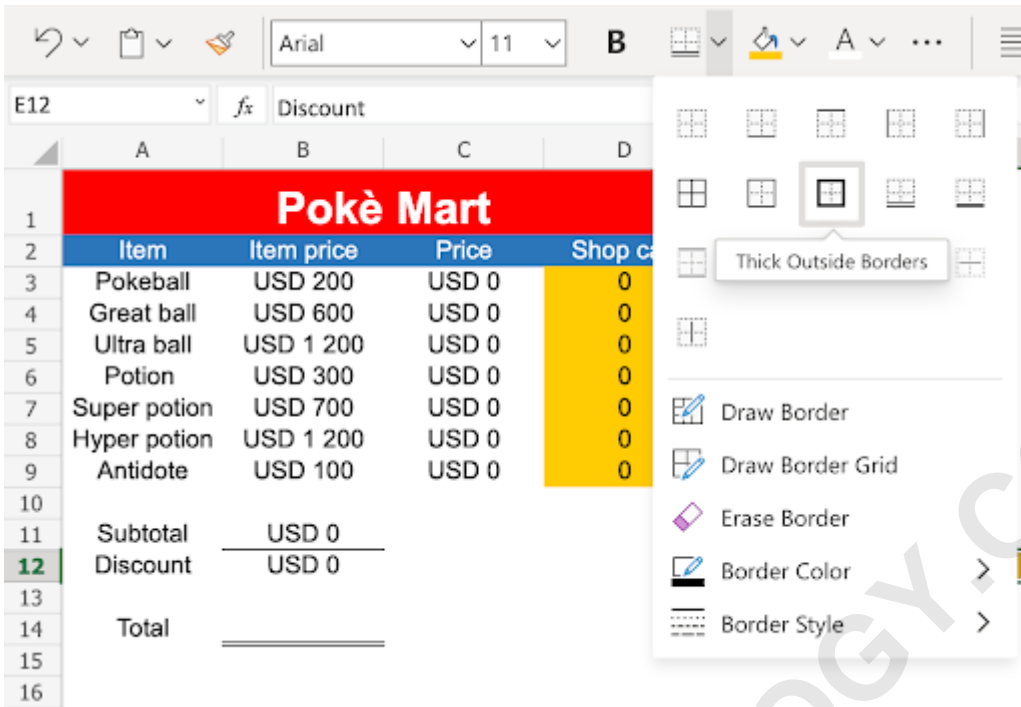 Arial 11 B A ...
E12 fx Discount
A B C D
1 Pokè Mart
2 Item Item price Price Shop
3 Pokeball USD 200 USD 0 0
4 Great ball USD 600 USD 0 0
5 Ultra ball USD 1 200 USD 0 0
6 Potion USD 300 USD 0 0
7 Super potion USD 700 USD 0 0
8 Hyper potion USD 1 200 USD 0 0
9 Antidote USD 100 USD 0 0
10
11 Subtotal USD 0
12 Discount USD 0
13
14 Total
15
16
Thick Outside Borders
Draw Border
Draw Border Grid
Erase Border
Border Color
Border Style
OGY.C